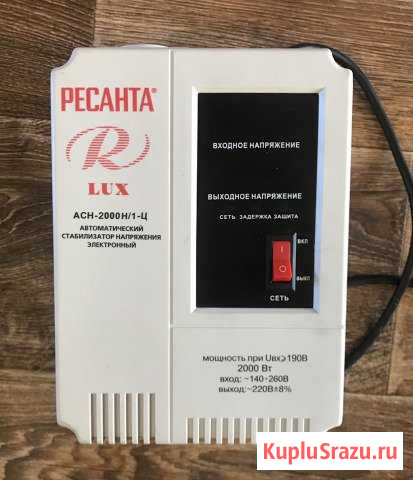 РЕСАНТА®
R
LUX
АСН-2000Н/1-Ц
АВТОМАТИЧЕСКИЙ
СТАБИЛИЗАТОР НАПРЯЖЕНИЯ
ЭЛЕКТРОННЫЙ
ВХОДНОЕ НАПРЯЖЕНИЕ
ВЫХОДНОЕ НАПРЯЖЕНИЕ
СЕТЬ ЗАДЕРЖКА ЗАЩИТА
ВКЛ
ВЫКЛ
СЕТЬ
мощность при Uвх≥190В
2000 Вт
вход: ~140÷260В
выход:~220В±8%
KupluSrazu.ru